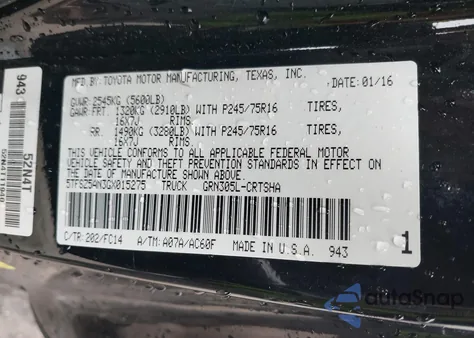 MFD.BY: TOYOTA MOTOR MANUFACTURING, TEXAS, INC.
DATE: 01/16
GVWR 2545KG (5600LB)
GAWR FRT. 1320KG (2910LB) WITH P245/75R16 TIRES,
16X7J RIMS.
RR. 1490KG (3280LB) WITH P245/75R16 TIRES,
16X7J RIMS.
THIS VEHICLE CONFORMS TO ALL APPLICABLE FEDERAL MOTOR
VEHICLE SAFETY AND THEFT PREVENTION STANDARDS IN EFFECT
ON THE DATE OF MANUFACTURE SHOWN ABOVE.
5TFSZ5AN3GX015275 TRUCK GRN305L-CRTSHA
C/TR: 202/FC14 A/TM: A07A/AC60F MADE IN U.S.A. 943
1
943
52N4T
autoSnap